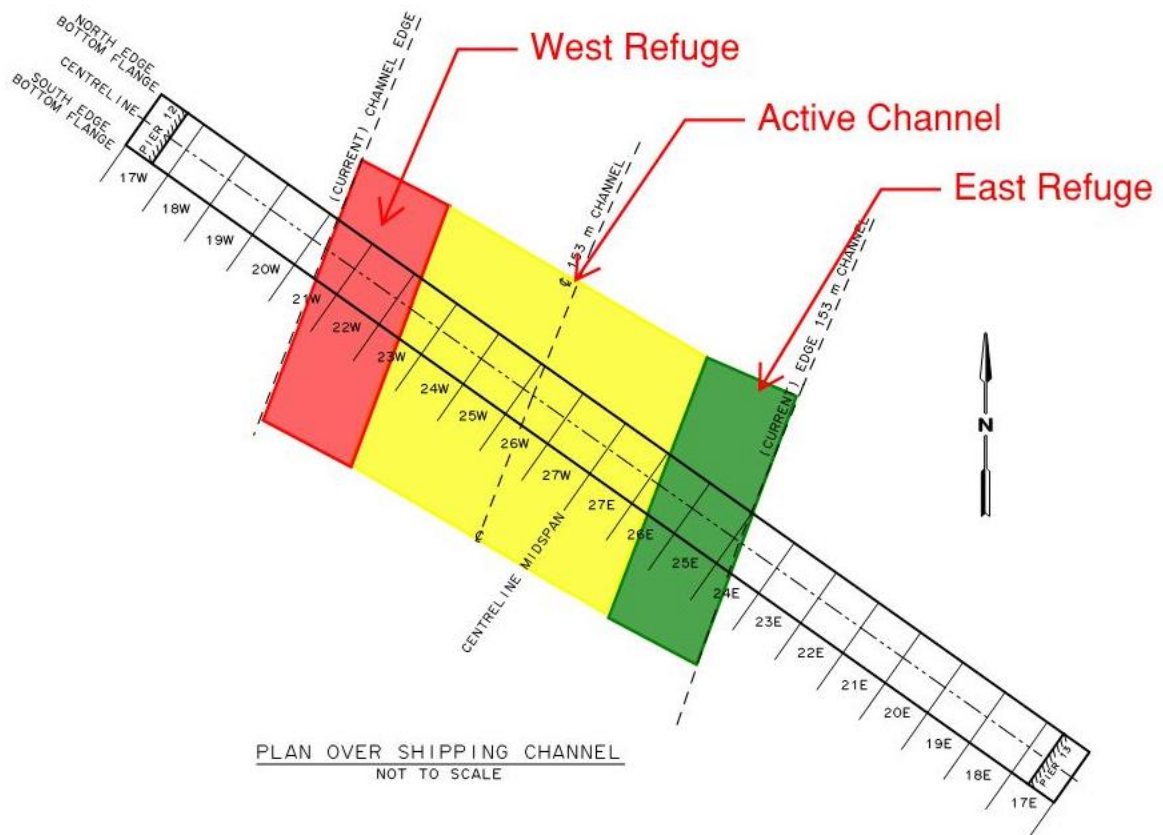 West Refuge
Active Channel
East Refuge
NORTH EDGE
BOTTOM FLANGE
CENTRELINE
SOUTH EDGE
BOTTOM FLANGE
PIER 12
(CURRENT) CHANNEL EDGE
℄ 153 m CHANNEL
(CURRENT) EDGE 153 m CHANNEL
17W
18W
19W
20W
21W
22W
23W
24W
25W
26W
27W
27E
26E
25E
24E
23E
22E
21E
20E
19E
18E
17E
℄
CENTRELINE MIDSPAN
PIER 13
N
PLAN OVER SHIPPING CHANNEL
NOT TO SCALE